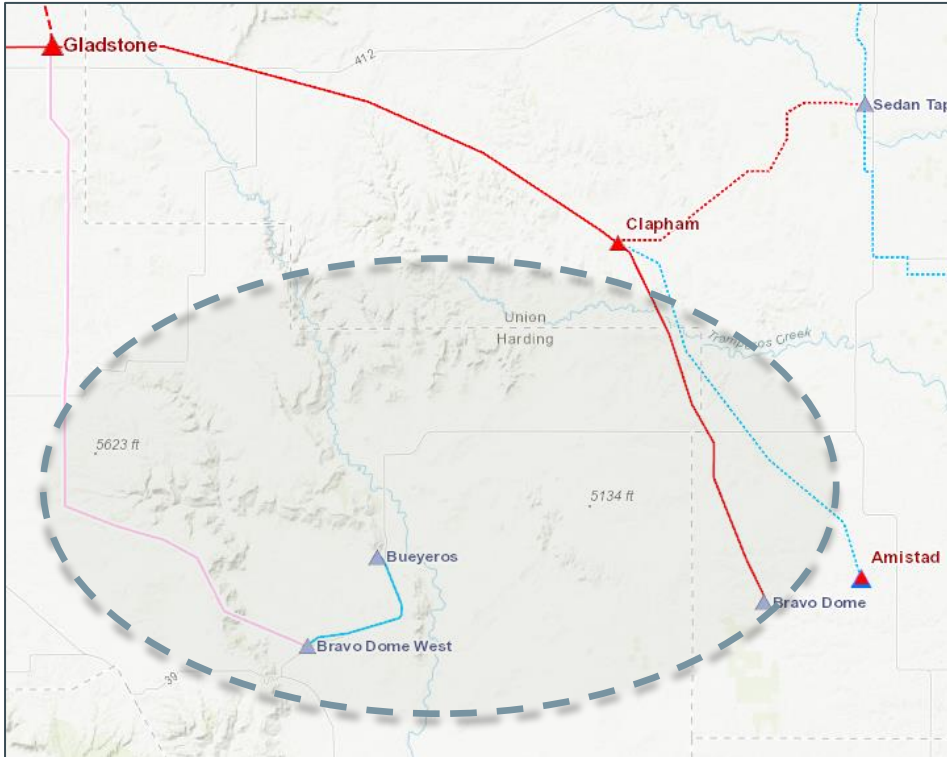 Gladstone
412
Sedan Tap
Clapham
Union
Harding
Tramperos Creek
5623 ft
5134 ft
Bueyeros
Amistad
Bravo Dome
Bravo Dome West
39